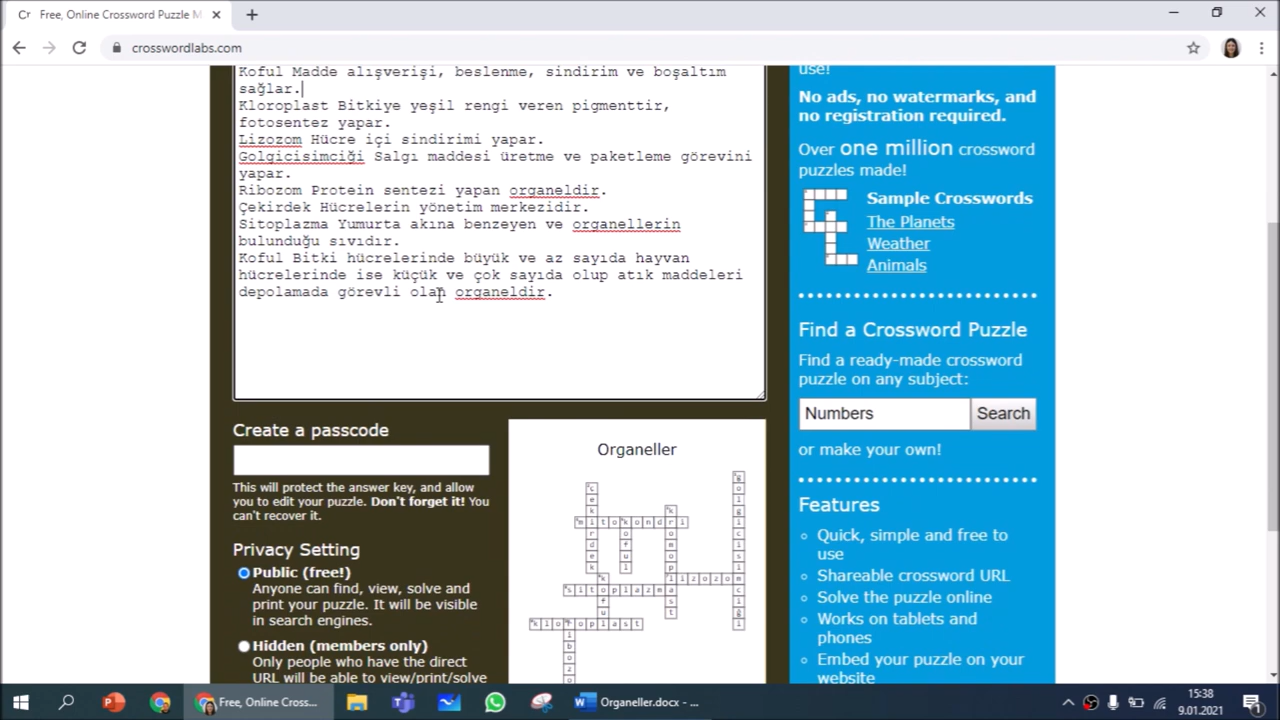 Free, Online Crossword Puzzle M
crosswordlabs.com
Koful Madde alışverişi, beslenme, sindirim ve boşaltım
sağlar.
Kloroplast Bitkiye yeşil rengi veren pigmenttir,
fotosentez yapar.
Lizozom Hücre içi sindirimi yapar.
Golgicisimciği Salgı maddesi üretme ve paketleme görevini
yapar.
Ribozom Protein sentezi yapan organeldir.
Çekirdek Hücrelerin yönetim merkezidir.
Sitoplazma Yumurta akına benzeyen ve organellerin
bulunduğu sıvıdır.
Koful Bitki hücrelerinde büyük ve az sayıda hayvan
hücrelerinde ise küçük ve çok sayıda olup atık maddeleri
depolamada görevli olan organeldir.
Create a passcode
This will protect the answer key, and allow
you to edit your puzzle. Don't forget it! You
can't recover it.
Privacy Setting
Public (free!)
Anyone can find, view, solve and
print your puzzle. It will be visible
in search engines.
Hidden (members only)
Only people who have the direct
URL will be able to view/print/solve
Organeller
mitokondri
lizozom
sitoplazma
kloroplast
use!
No ads, no watermarks, and
no registration required.
Over one million crossword
puzzles made!
Sample Crosswords
The Planets
Weather
Animals
Find a Crossword Puzzle
Find a ready-made crossword
puzzle on any subject:
Numbers
Search
or make your own!
Features
Quick, simple and free to
use
Shareable crossword URL
Solve the puzzle online
Works on tablets and
phones
Embed your puzzle on your
website
Free, Online Cross...
Organeller.docx - ...
15:38
9.01.2021